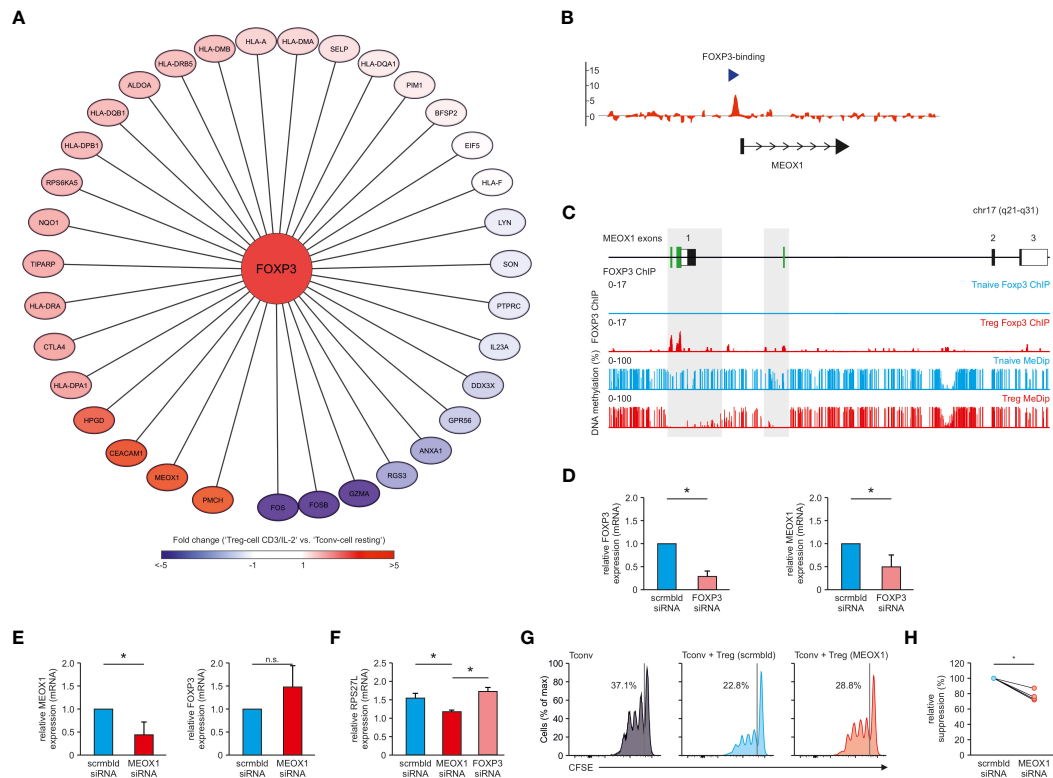 A
HLA-A
HLA-DMA
SELP
HLA-DQA1
PIM1
BFSP2
EIF5
HLA-F
LYN
SON
PTPRC
IL23A
DDX3X
GPR56
ANXA1
RGS3
GZMA
FOSB
FOS
PMCH
MEOX1
CEACAM1
HPGD
HLA-DPA1
CTLA4
HLA-DRA
TIPARP
NQO1
RPS6KA5
HLA-DPB1
HLA-DQB1
ALDOA
HLA-DRB5
HLA-DMB
FOXP3
Fold change ('Treg-cell CD3/IL-2' vs. 'Tconv-cell resting')
<-5
-1
1
>5
B
FOXP3-binding
15
10
5
0
MEOX1
C
chr17 (q21-q31)
MEOX1 exons
1
2
3
FOXP3 ChIP
FOXP3 ChIP
0-17
Tnaive Foxp3 ChIP
0-17
Treg Foxp3 ChIP
DNA methylation (%)
0-100
Tnaive MeDip
0-100
Treg MeDip
D
relative FOXP3
expression (mRNA)
2.0
1.5
1.0
0.5
0
*
scrmbld
siRNA
FOXP3
siRNA
relative MEOX1
expression (mRNA)
2.0
1.5
1.0
0.5
0
*
scrmbld
siRNA
FOXP3
siRNA
E
relative MEOX1
expression (mRNA)
2.0
1.5
1.0
0.5
0
*
scrmbld
siRNA
MEOX1
siRNA
relative FOXP3
expression (mRNA)
2.0
1.5
1.0
0.5
0
n.s.
scrmbld
siRNA
MEOX1
siRNA
F
relative RPS27L
expression (mRNA)
2.5
2.0
1.5
1.0
0.5
0
*
*
scrmbld
siRNA
MEOX1
siRNA
FOXP3
siRNA
G
Cells (% of max)
100
80
60
40
20
0
Tconv
37.1%
Tconv + Treg (scrmbld)
22.8%
Tconv + Treg (MEOX1)
28.8%
CFSE
H
relative
suppression (%)
120
100
80
60
40
20
0
*
scrmbld
siRNA
MEOX1
siRNA